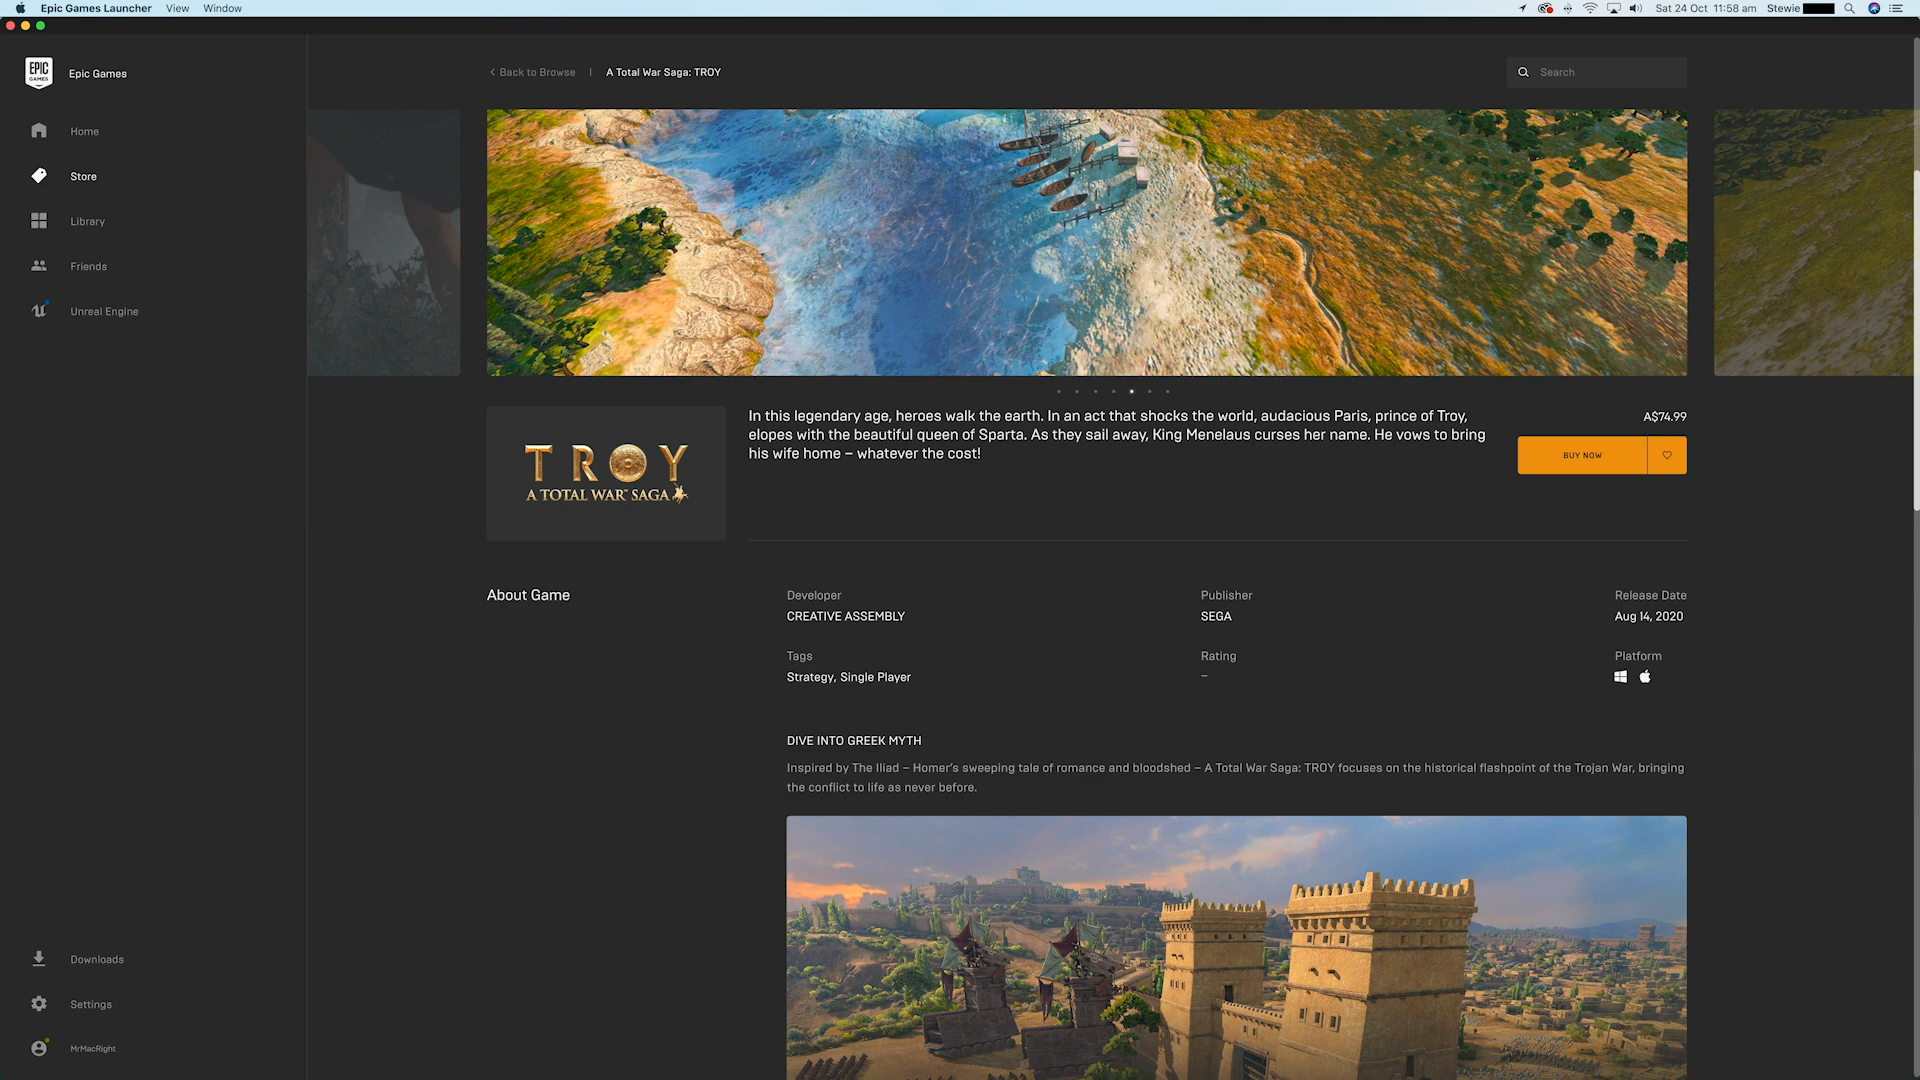 Epic Games Launcher View Window
Sat 24 Oct 11:58 am Stewie
EPIC
GAMES
Epic Games
Home
Store
Library
Friends
Unreal Engine
Downloads
Settings
MrMacRight
Back to Browse | A Total War Saga: TROY
Search
TROY
A TOTAL WAR™ SAGA
In this legendary age, heroes walk the earth. In an act that shocks the world, audacious Paris, prince of Troy,
elopes with the beautiful queen of Sparta. As they sail away, King Menelaus curses her name. He vows to bring
his wife home – whatever the cost!
A$74.99
BUY NOW
About Game
Developer
CREATIVE ASSEMBLY
Publisher
SEGA
Release Date
Aug 14, 2020
Tags
Strategy, Single Player
Rating
–
Platform
DIVE INTO GREEK MYTH
Inspired by The Iliad – Homer's sweeping tale of romance and bloodshed – A Total War Saga: TROY focuses on the historical flashpoint of the Trojan War, bringing
the conflict to life as never before.